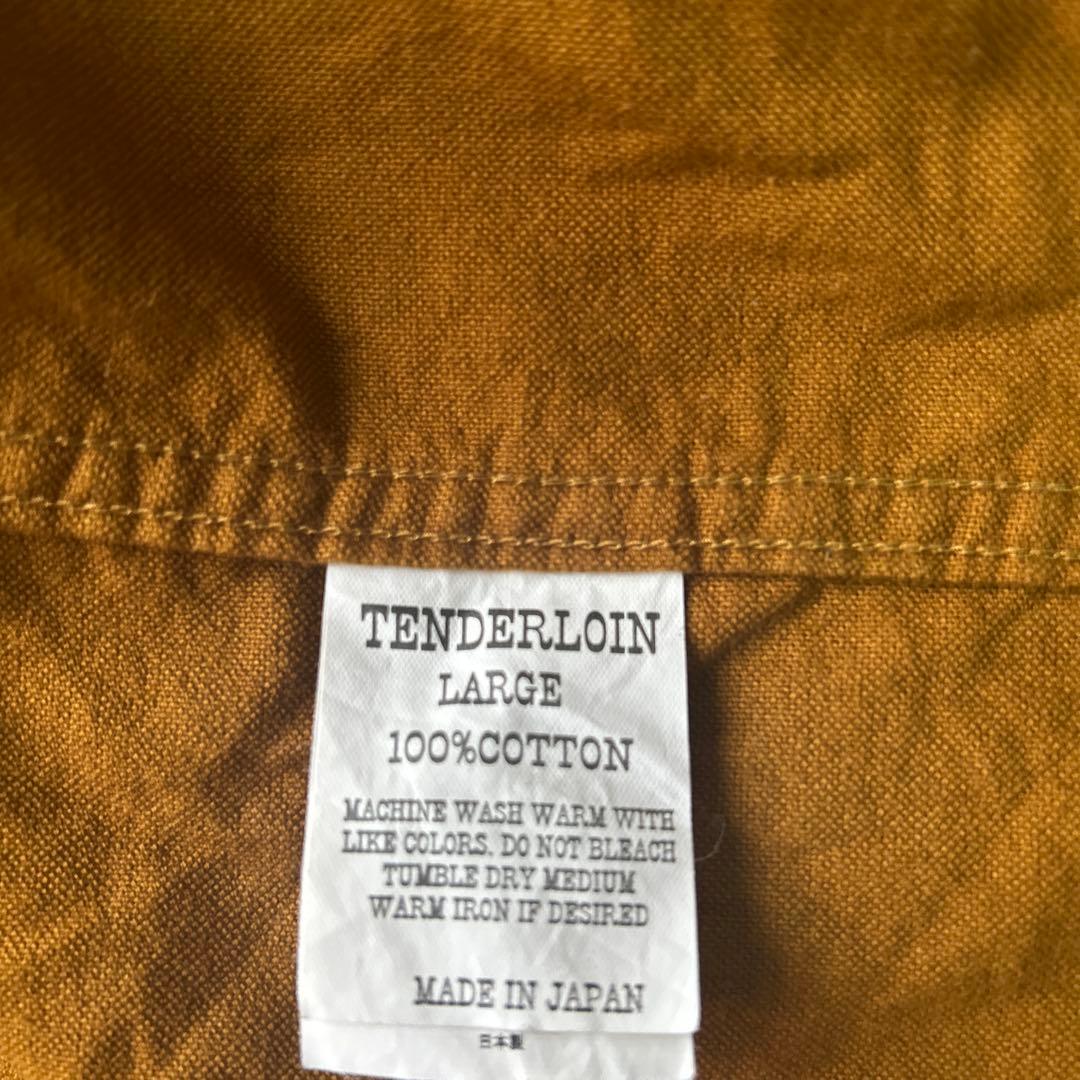 TENDERLOIN
LARGE
100%COTTON
MACHINE WASH WARM WITH
LIKE COLORS. DO NOT BLEACH
TUMBLE DRY MEDIUM
WARM IRON IF DESIRED
MADE IN JAPAN
日本製